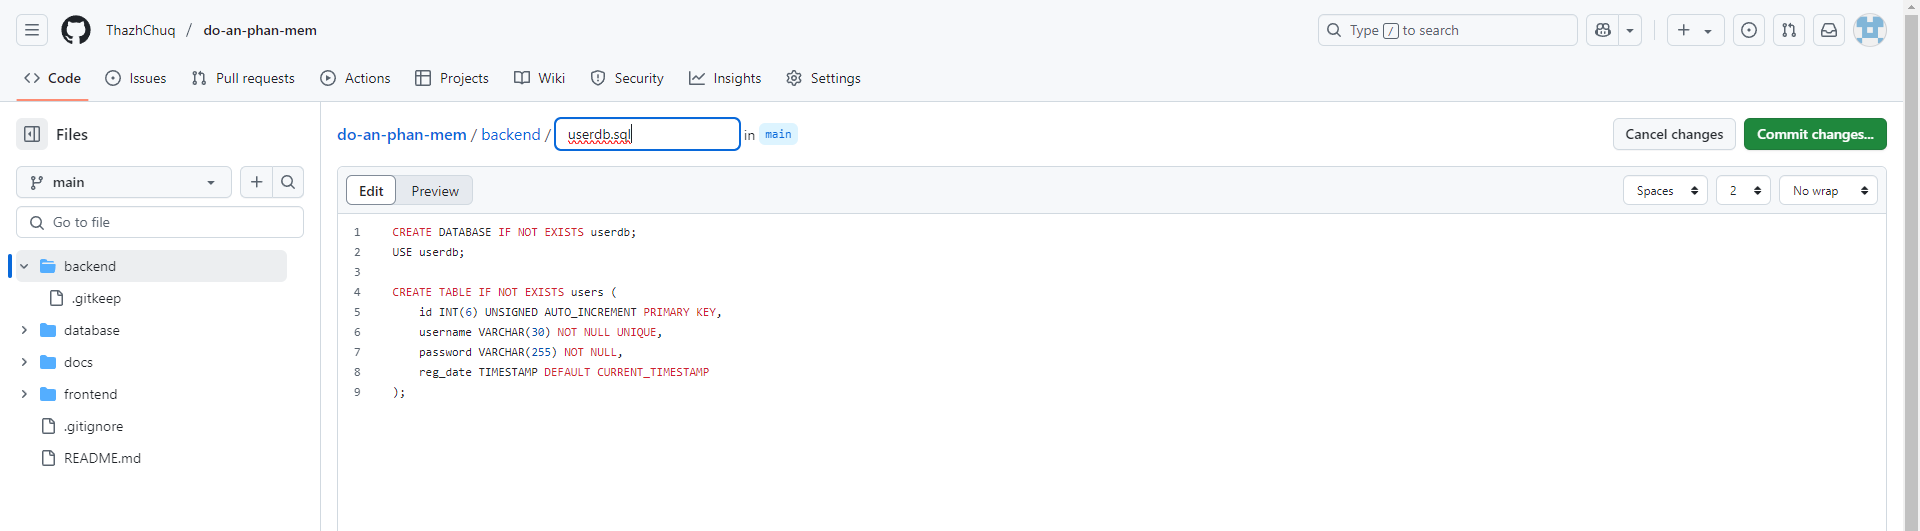 ThazhChuq / do-an-phan-mem
Type / to search
Code Issues Pull requests Actions Projects Wiki Security Insights Settings
Files
do-an-phan-mem / backend / userdb.sql in main
Cancel changes Commit changes...
main
Go to file
backend
.gitkeep
database
docs
frontend
.gitignore
README.md
Edit Preview
Spaces 2 No wrap
1 CREATE DATABASE IF NOT EXISTS userdb;
2 USE userdb;
3
4 CREATE TABLE IF NOT EXISTS users (
5 id INT(6) UNSIGNED AUTO_INCREMENT PRIMARY KEY,
6 username VARCHAR(30) NOT NULL UNIQUE,
7 password VARCHAR(255) NOT NULL,
8 reg_date TIMESTAMP DEFAULT CURRENT_TIMESTAMP
9 );